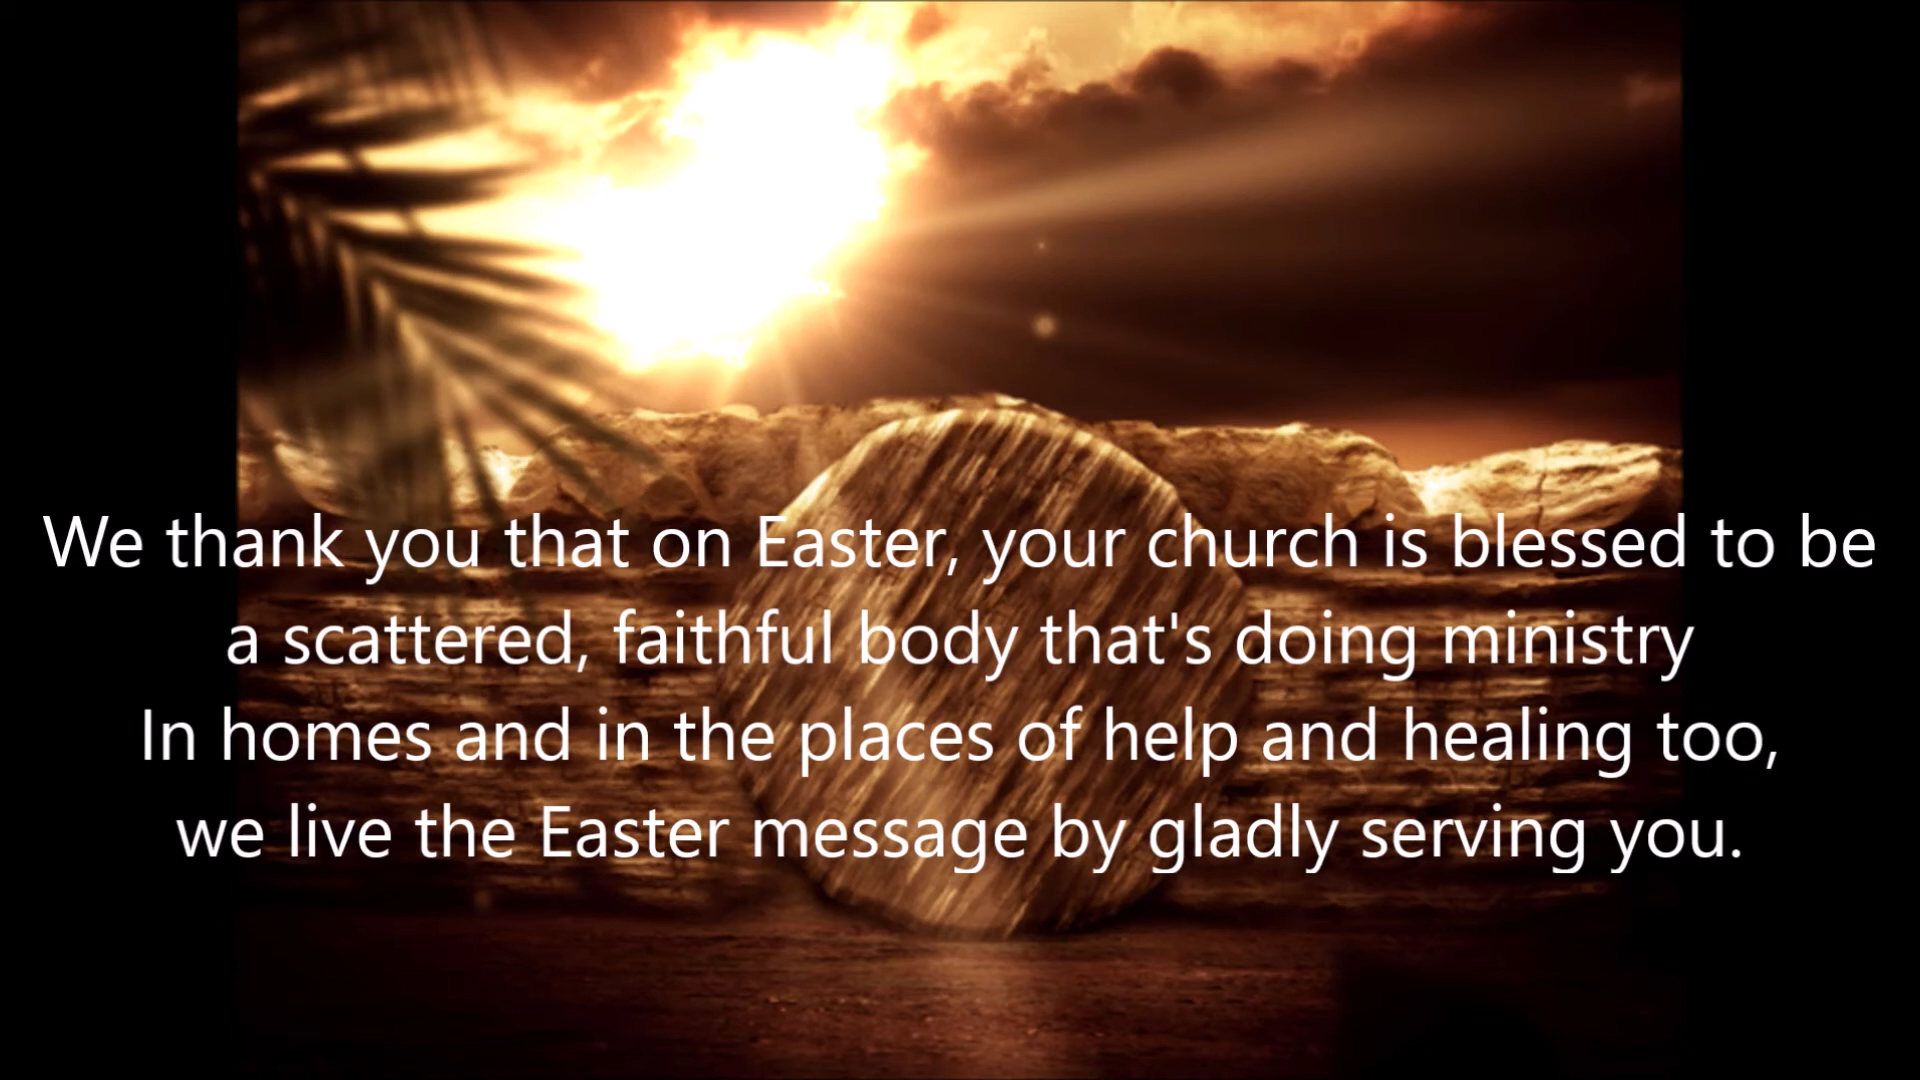 We thank you that on Easter, your church is blessed to be
a scattered, faithful body that's doing ministry
In homes and in the places of help and healing too,
we live the Easter message by gladly serving you.